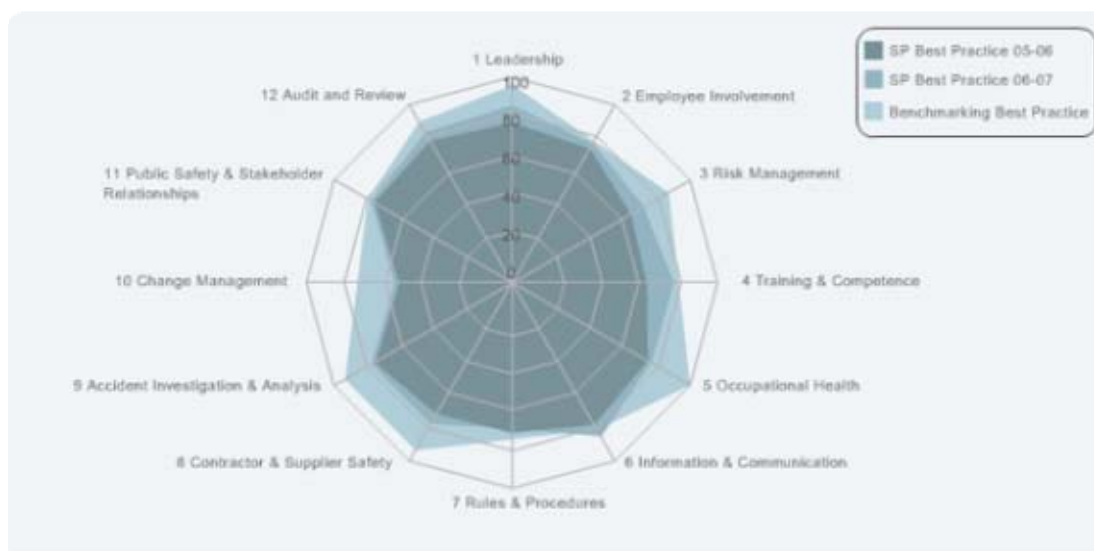 1 Leadership
100
80
60
40
20
0
2 Employee Involvement
3 Risk Management
4 Training & Competence
5 Occupational Health
6 Information & Communication
7 Rules & Procedures
8 Contractor & Supplier Safety
9 Accident Investigation & Analysis
10 Change Management
11 Public Safety & Stakeholder
Relationships
12 Audit and Review
SP Best Practice 05-06
SP Best Practice 06-07
Benchmarking Best Practice